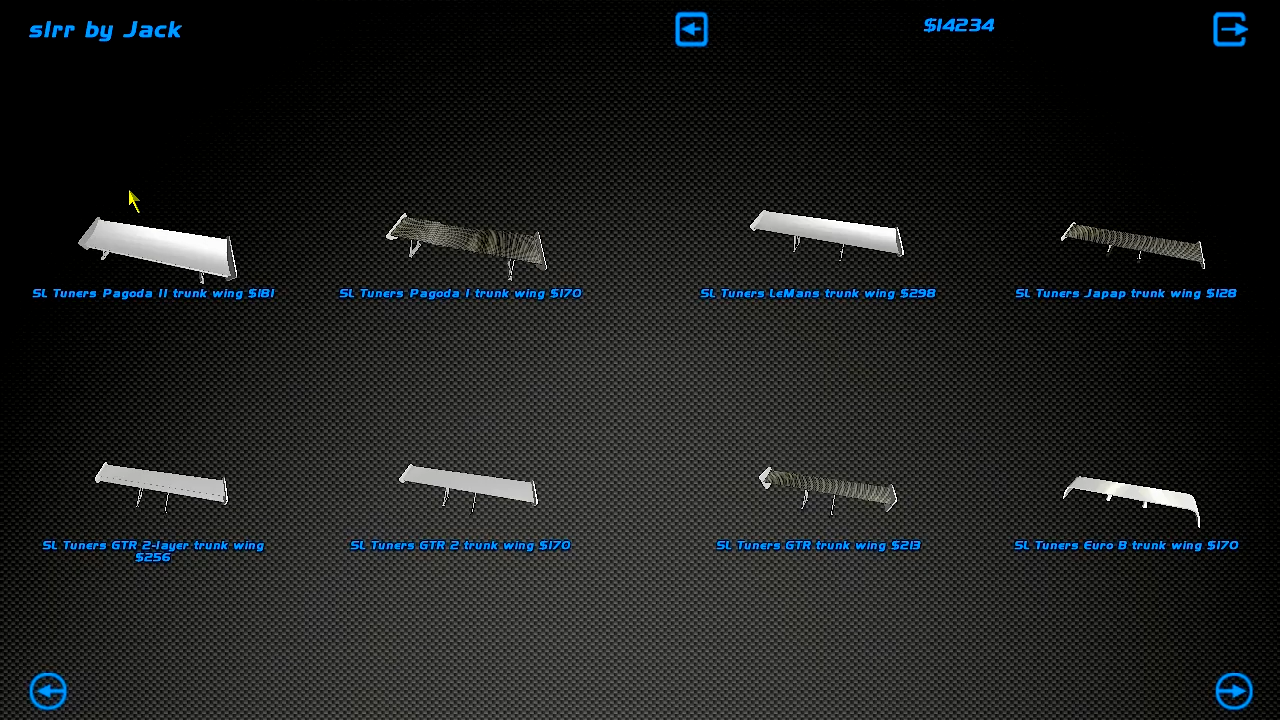 slrr by Jack
$14234
SL Tuners Pagoda II trunk wing $181
SL Tuners Pagoda I trunk wing $170
SL Tuners LeMans trunk wing $298
SL Tuners Japap trunk wing $128
SL Tuners GTR 2-layer trunk wing
$256
SL Tuners GTR 2 trunk wing $170
SL Tuners GTR trunk wing $213
SL Tuners Euro B trunk wing $170